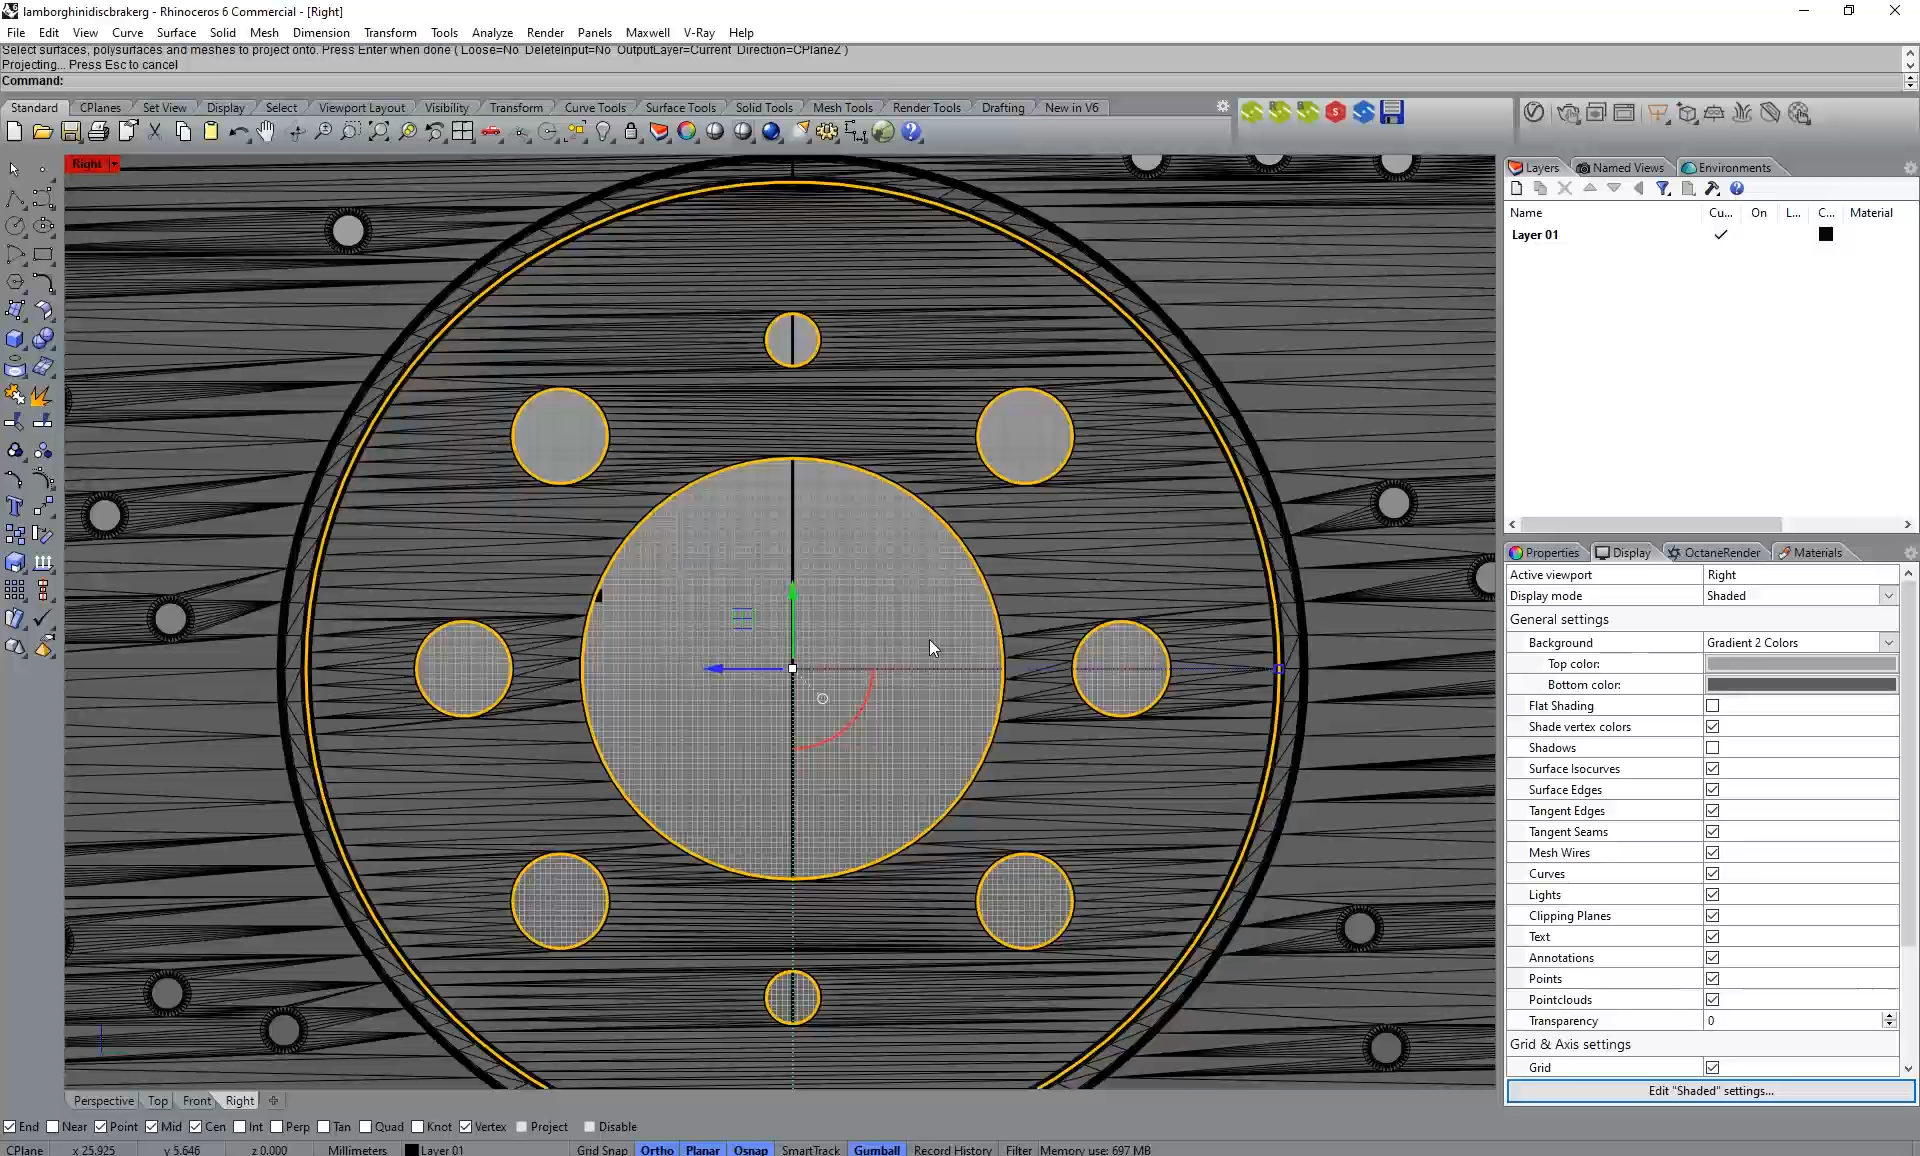 lamborghinidiscbrakerg - Rhinoceros 6 Commercial - [Right]
File Edit View Curve Surface Solid Mesh Dimension Transform Tools Analyze Render Panels Maxwell V-Ray Help
Select surfaces, polysurfaces and meshes to project onto. Press Enter when done ( Loose=No DeleteInput=No OutputLayer=Current Direction=CPlaneZ )
Projecting... Press Esc to cancel
Command:
Standard CPlanes Set View Display Select Viewport Layout Visibility Transform Curve Tools Surface Tools Solid Tools Mesh Tools Render Tools Drafting New in V6
Right
Layers Named Views Environments
Name Cu... On L... C... Material
Layer 01
Properties Display OctaneRender Materials
Active viewport Right
Display mode Shaded
General settings
Background Gradient 2 Colors
Top color:
Bottom color:
Flat Shading
Shade vertex colors
Shadows
Surface Isocurves
Surface Edges
Tangent Edges
Tangent Seams
Mesh Wires
Curves
Lights
Clipping Planes
Text
Annotations
Points
Pointclouds
Transparency 0
Grid & Axis settings
Grid
Edit "Shaded" settings...
Perspective Top Front Right
End Near Point Mid Cen Int Perp Tan Quad Knot Vertex Project Disable
CPlane x 25.925 y 5.646 z 0.000 Millimeters Layer 01 Grid Snap Ortho Planar Osnap SmartTrack Gumball Record History Filter Memory use: 697 MB